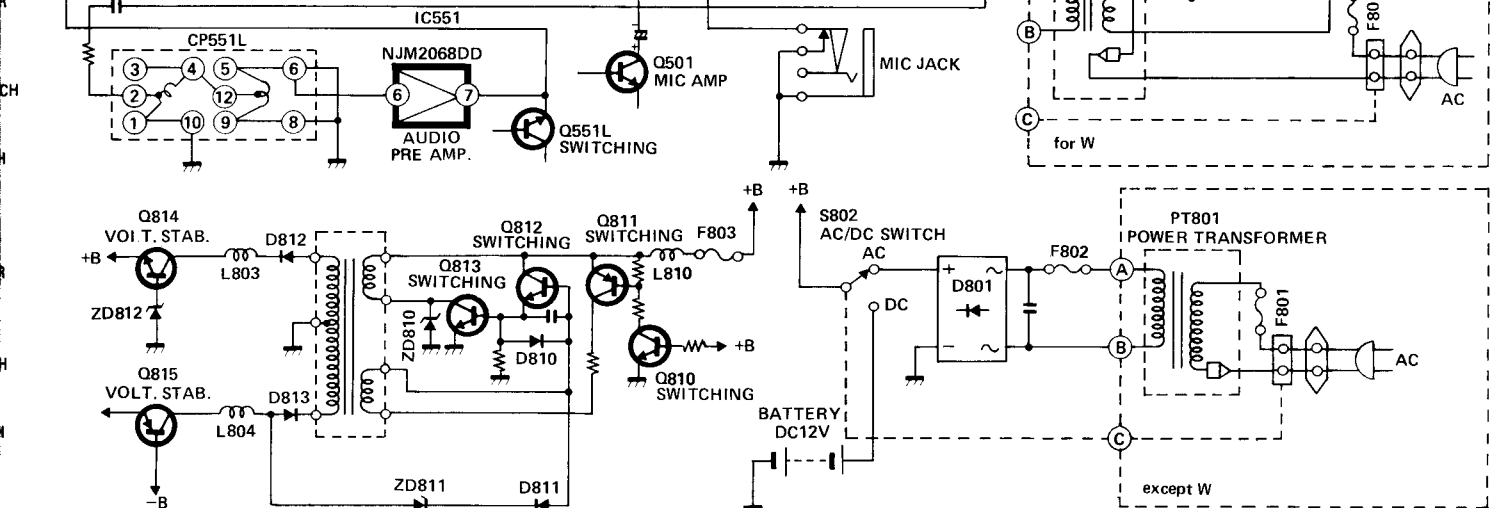 IC551
CP551L
3 4 5 6
2 12
1 10 9 8
NJM2068DD
6 7
AUDIO
PRE AMP.
Q551L
SWITCHING
Q501
MIC AMP
MIC JACK
B
C
AC
for W
CH
H
Q814
VOLT. STAB.
+B
L803
D812
ZD812
Q815
VOLT. STAB.
L804
D813
-B
Q812
SWITCHING
Q811
SWITCHING
F803
+B
L810
Q813
SWITCHING
ZD810
D810
+B
Q810
SWITCHING
ZD811
D811
+B
S802
AC/DC SWITCH
AC
DC
+ ~
D801
- ~
F802
BATTERY
DC12V
A
B
C
PT801
POWER TRANSFORMER
F801
AC
except W